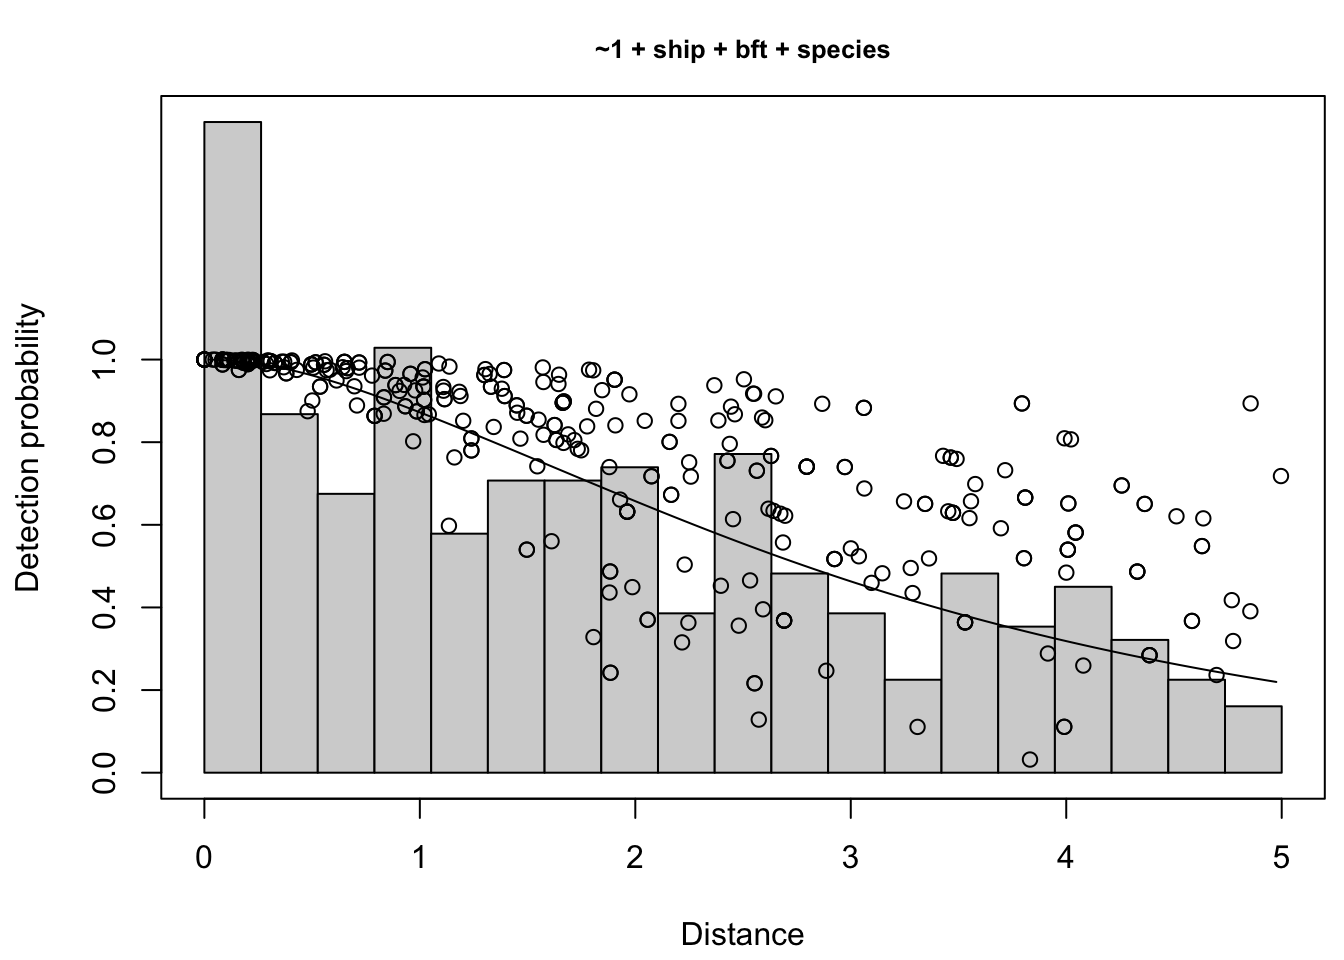 ~1 + ship + bft + species
Detection probability
1.0
0.8
0.6
0.4
0.2
0.0
0 1 2 3 4 5
Distance